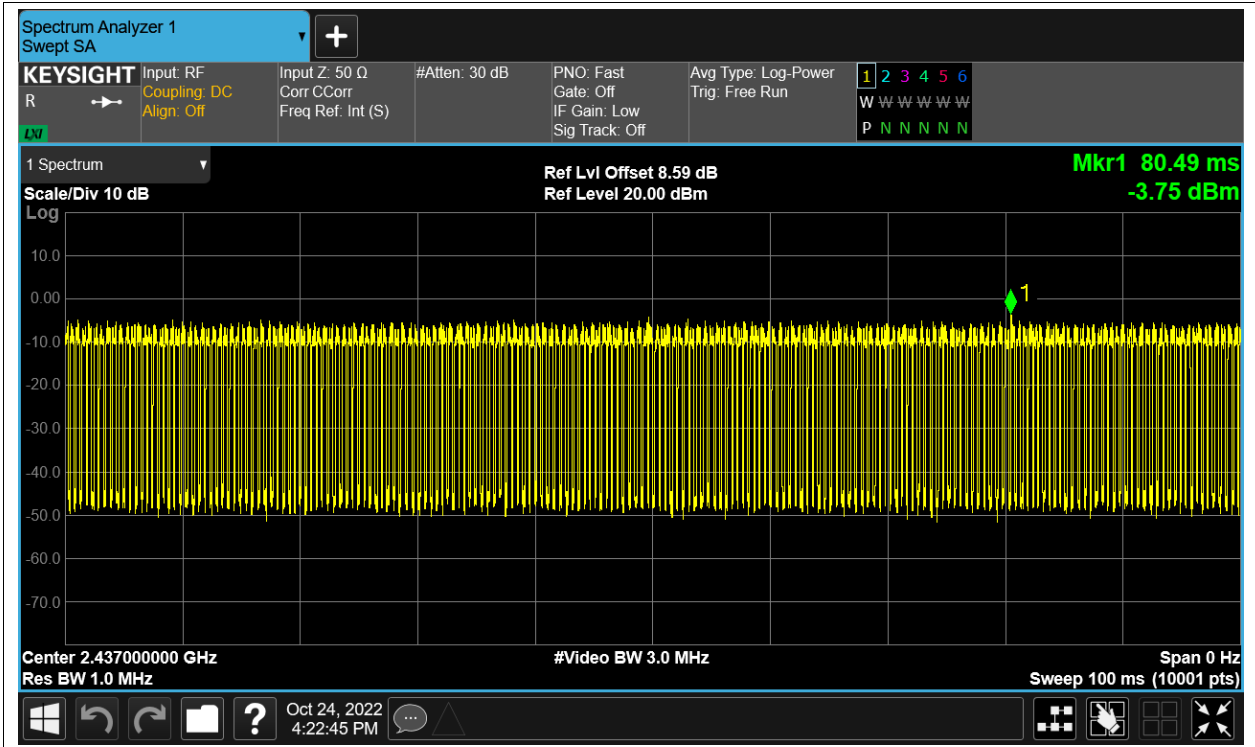 Spectrum Analyzer 1
Swept SA
KEYSIGHT
R
LXI
Input: RF
Coupling: DC
Align: Off
Input Z: 50 Ω
Corr CCorr
Freq Ref: Int (S)
#Atten: 30 dB
PNO: Fast
Gate: Off
IF Gain: Low
Sig Track: Off
Avg Type: Log-Power
Trig: Free Run
1 2 3 4 5 6
W W W W W W
P N N N N N
1 Spectrum
Scale/Div 10 dB
Log
Ref Lvl Offset 8.59 dB
Ref Level 20.00 dBm
Mkr1 80.49 ms
-3.75 dBm
10.0
0.00
1
-10.0
-20.0
-30.0
-40.0
-50.0
-60.0
-70.0
Center 2.437000000 GHz
Res BW 1.0 MHz
#Video BW 3.0 MHz
Span 0 Hz
Sweep 100 ms (10001 pts)
?
Oct 24, 2022
4:22:45 PM